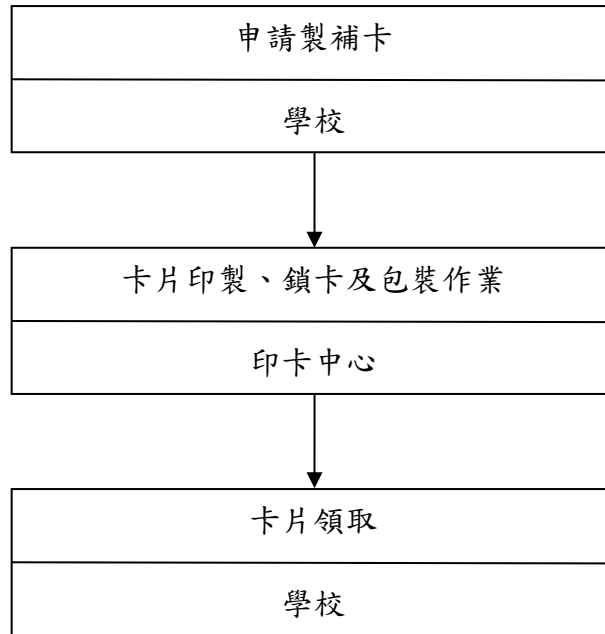 申請製補卡
學校
卡片印製、鎖卡及包裝作業
印卡中心
卡片領取
學校